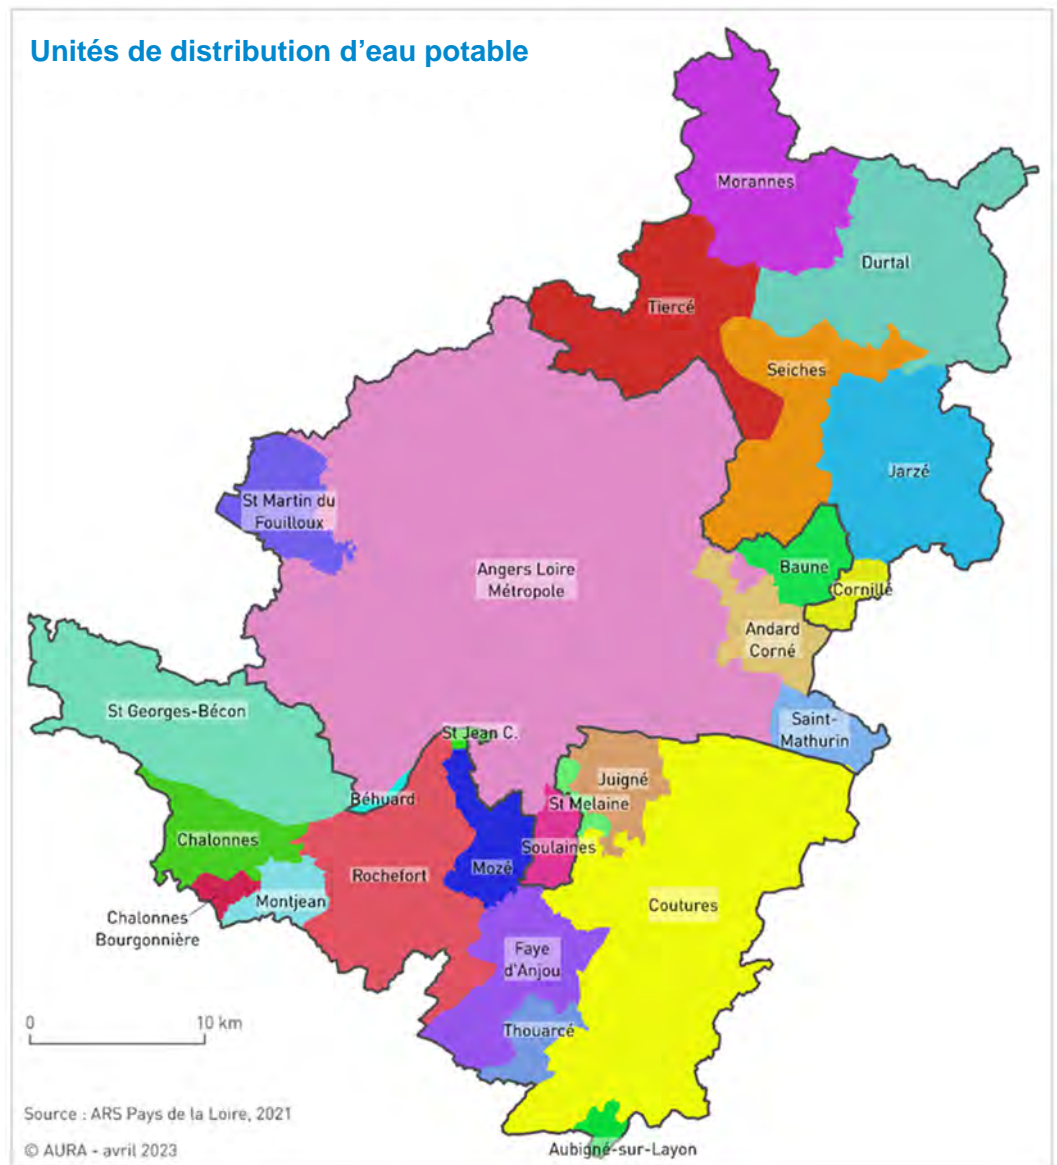 Unités de distribution d'eau potable
Morannes
Durtal
Tiercé
Seiches
Jarzé
St Martin du
Fouilloux
Angers Loire
Métropole
Baune
Cornillé
Andard
Corné
St Georges-Bécon
Saint-
Mathurin
St Jean C.
Juigné
Béhuard
St Melaine
Chalonnes
Soulaines
Mozé
Rochefort
Montjean
Coutures
Chalonnes
Bourgonnière
Faye
d'Anjou
0 10 km
Thouarcé
Source : ARS Pays de la Loire, 2021
© AURA - avril 2023
Aubigné-sur-Layon